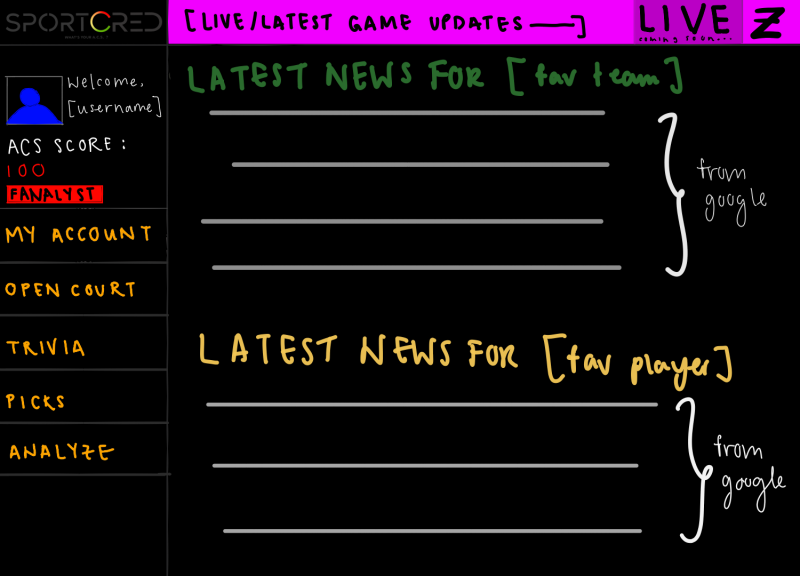 SPORTCRED
[LIVE/LATEST GAME UPDATES ——]
LIVE
coming soon...
Z
Welcome,
[username]
ACS SCORE:
100
FANALYST
MY ACCOUNT
OPEN COURT
TRIVIA
PICKS
ANALYZE
LATEST NEWS FOR [fav team]
from
google
LATEST NEWS FOR [fav player]
from
google